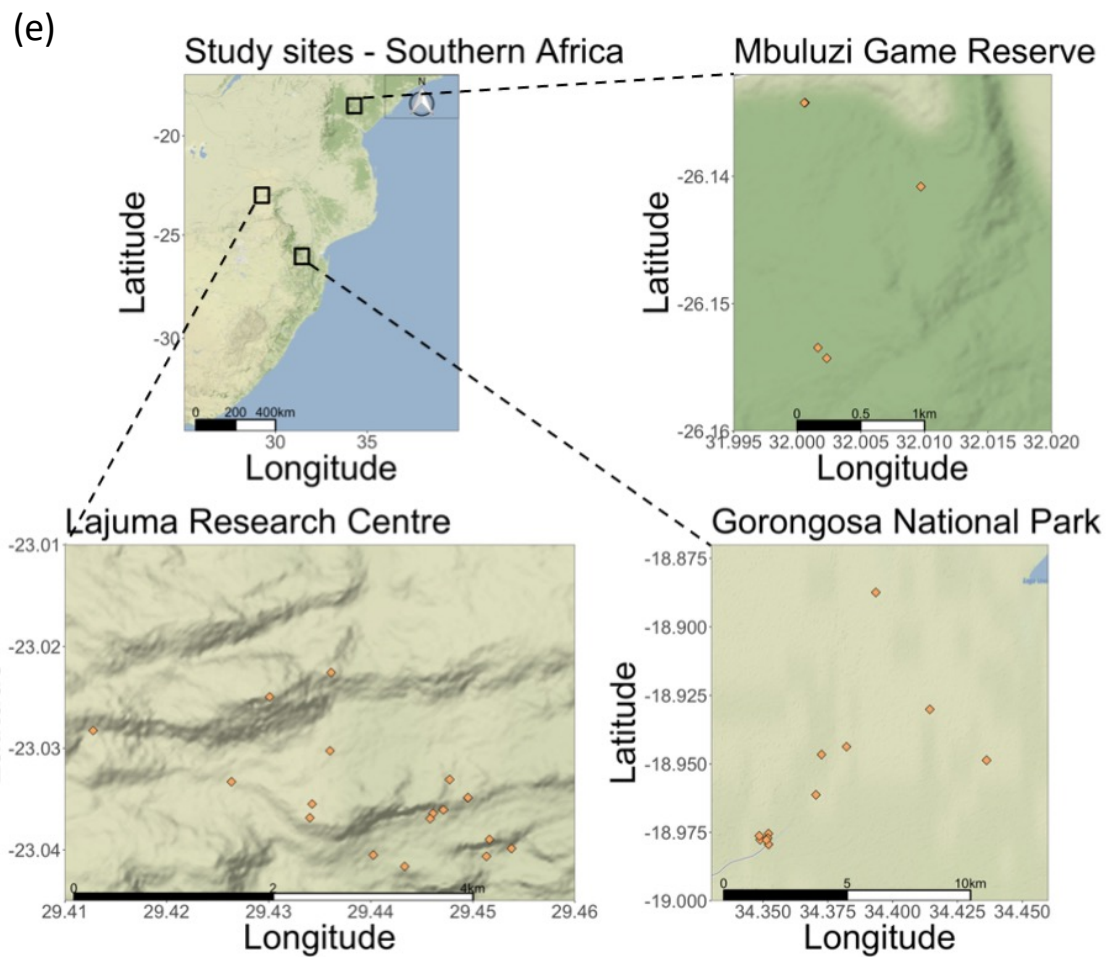 (e)
Study sites - Southern Africa
N
-20
-25
-30
Latitude
0 200 400km
30 35
Longitude
Mbuluzi Game Reserve
-26.14
-26.15
-26.16
Latitude
0 0.5 1km
31.995 32.000 32.005 32.010 32.015 32.020
Longitude
Lajuma Research Centre
-23.01
-23.02
-23.03
-23.04
0 2 4km
29.41 29.42 29.43 29.44 29.45 29.46
Longitude
Gorongosa National Park
-18.875
-18.900
-18.925
-18.950
-18.975
-19.000
Latitude
0 5 10km
34.350 34.375 34.400 34.425 34.450
Longitude